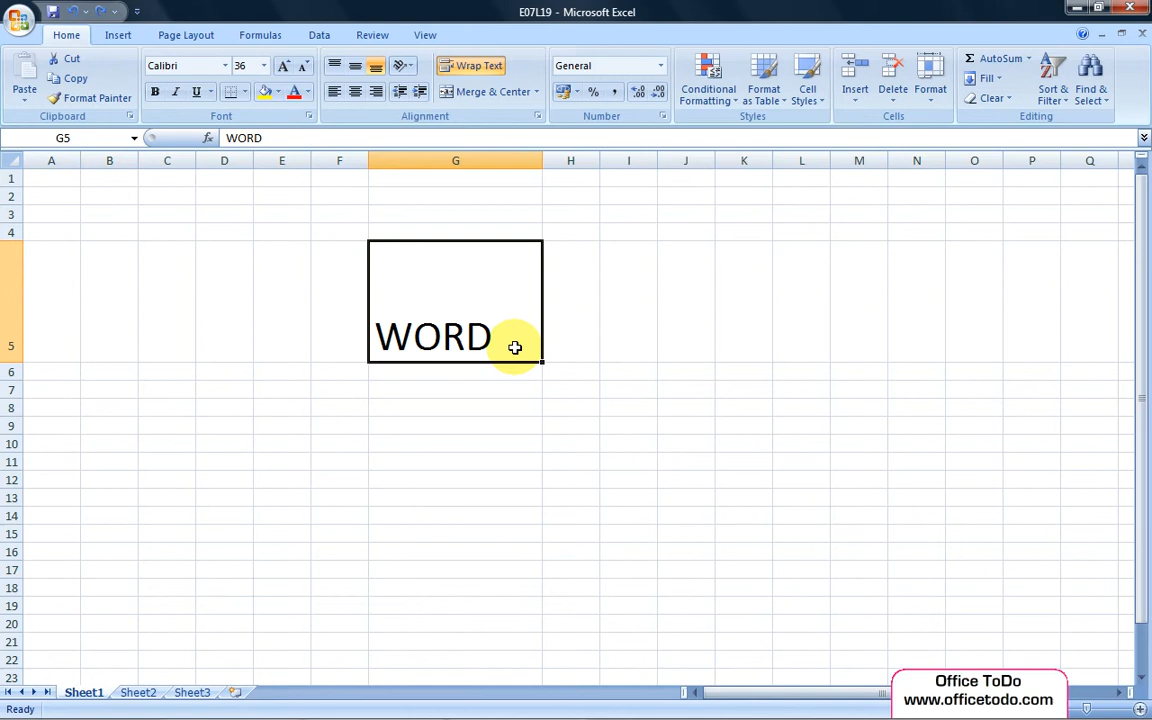 E07L19 - Microsoft Excel
Home Insert Page Layout Formulas Data Review View
Paste Cut Copy Format Painter
Clipboard
Calibri 36
B I U A A A
Font
Wrap Text
Merge & Center
Alignment
General
% ,
Number
Conditional Formatting Format as Table Cell Styles
Styles
Insert Delete Format
Cells
AutoSum Fill Clear Sort & Filter Find & Select
Editing
G5 fx WORD
A B C D E F G H I J K L M N O P Q
1
2
3
4
5 WORD
6
7
8
9
10
11
12
13
14
15
16
17
18
19
20
21
22
23
Sheet1 Sheet2 Sheet3
Ready
Office ToDo
www.officetodo.com